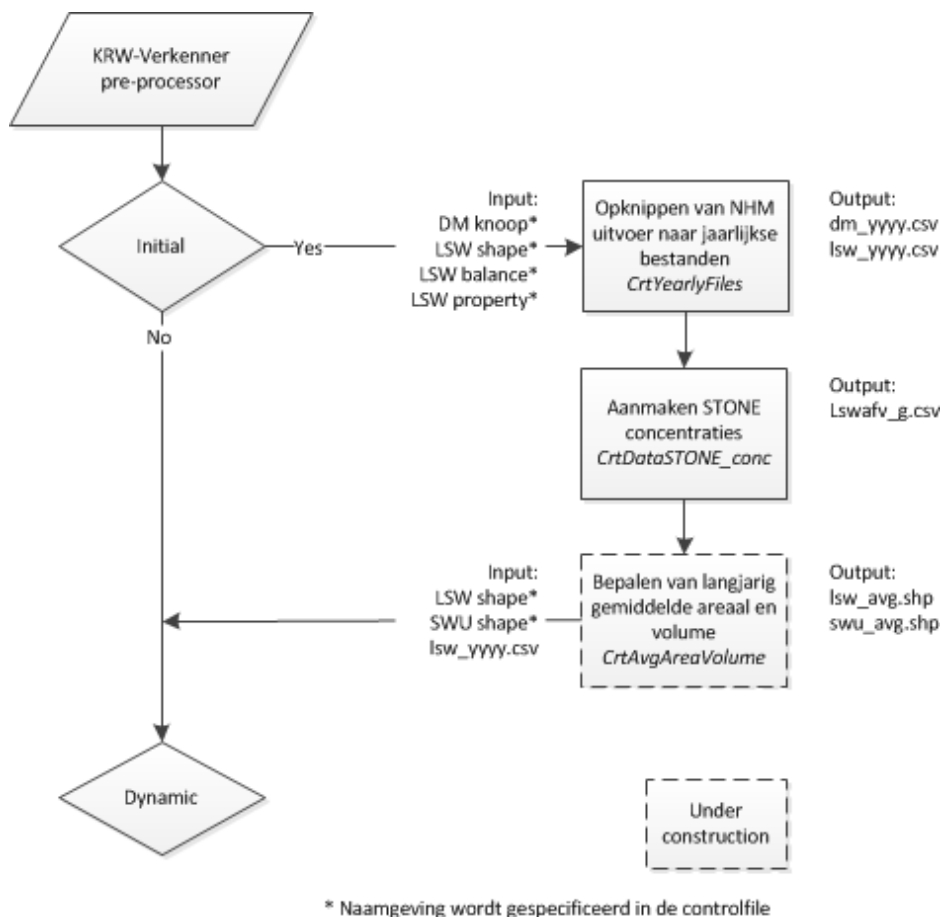 KRW-Verkenner
pre-processor
Initial
Yes
No
Input:
DM knoop*
LSW shape*
LSW balance*
LSW property*
Opknippen van NHM
uitvoer naar jaarlijkse
bestanden
CrtYearlyFiles
Output:
dm_yyyy.csv
lsw_yyyy.csv
Aanmaken STONE
concentraties
CrtDataSTONE_conc
Output:
Lswafv_g.csv
Input:
LSW shape*
SWU shape*
lsw_yyyy.csv
Bepalen van langjarig
gemiddelde areaal en
volume
CrtAvgAreaVolume
Output:
lsw_avg.shp
swu_avg.shp
Dynamic
Under
construction
* Naamgeving wordt gespecificeerd in de controlfile